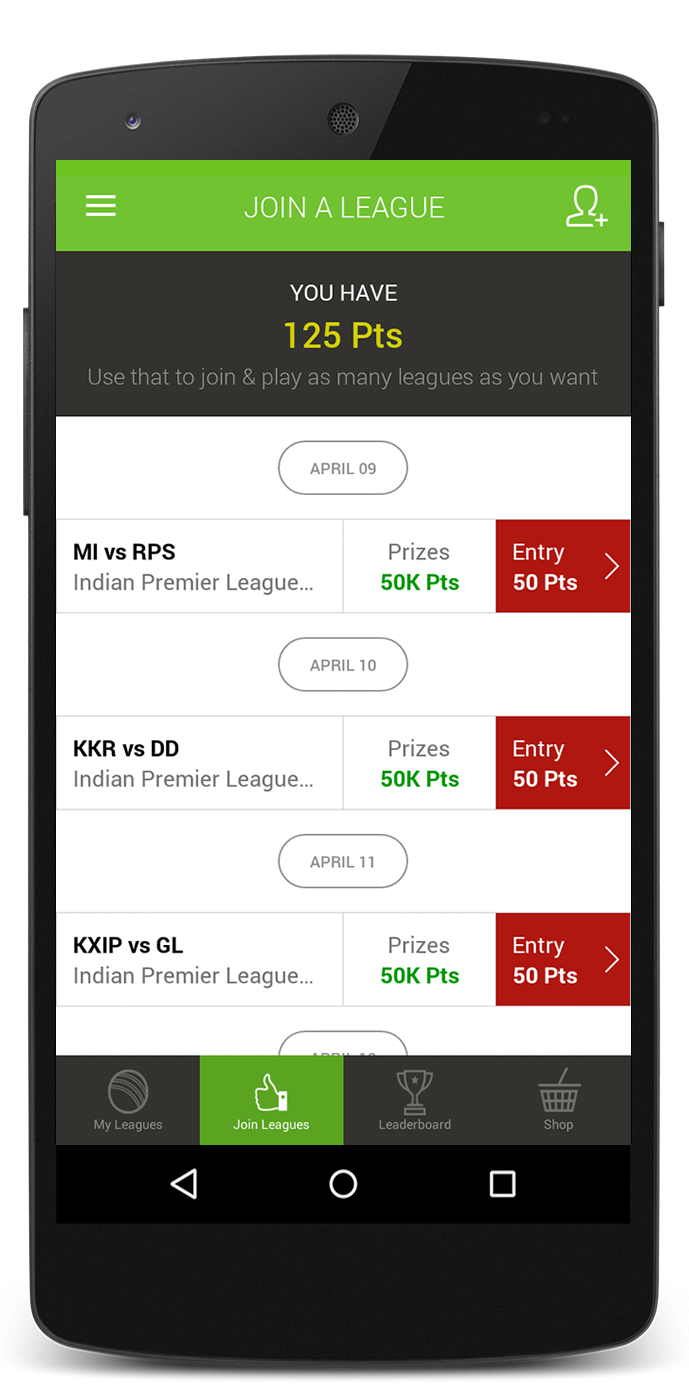 JOIN A LEAGUE
YOU HAVE
125 Pts
Use that to join & play as many leagues as you want
APRIL 09
MI vs RPS
Indian Premier League...
Prizes
50K Pts
Entry
50 Pts
APRIL 10
KKR vs DD
Indian Premier League...
Prizes
50K Pts
Entry
50 Pts
APRIL 11
KXIP vs GL
Indian Premier League...
Prizes
50K Pts
Entry
50 Pts
My Leagues
Join Leagues
Leaderboard
Shop